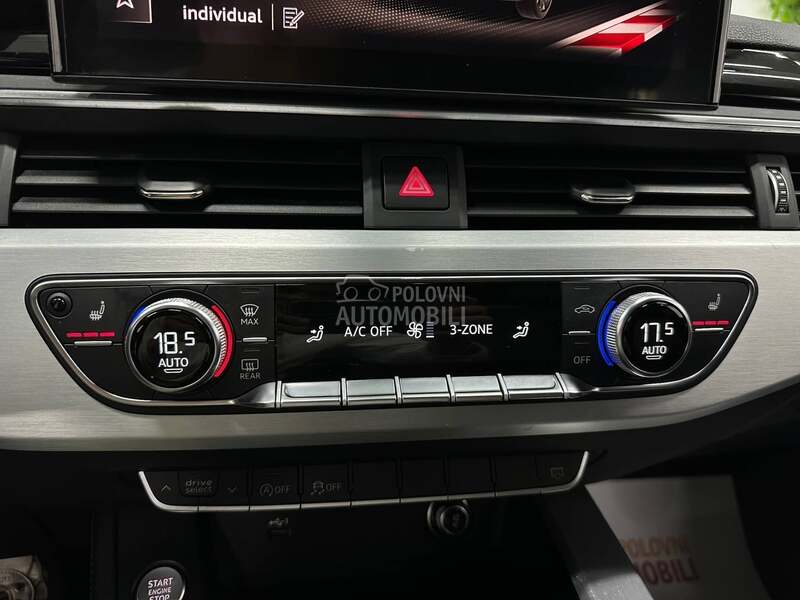 individual
POLOVNI
AUTOMOBILI
18.5
AUTO
MAX
REAR
A/C OFF
3-ZONE
OFF
17.5
AUTO
drive
select
A OFF
OFF
START
ENGINE
STOP
POLOVNI
MOBILI